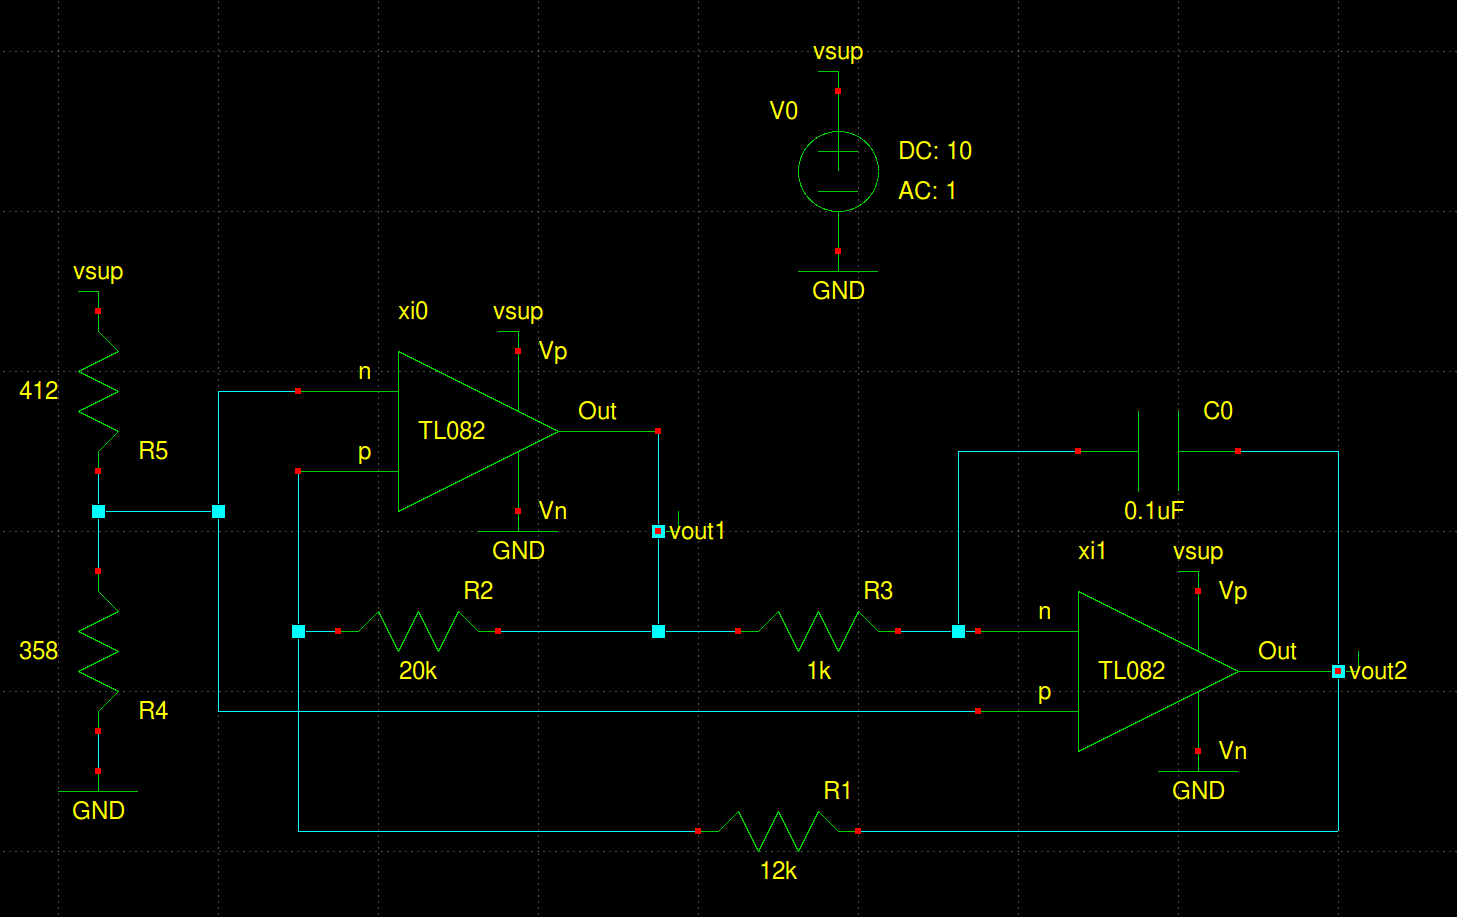 vsup
V0
DC: 10
AC: 1
GND
vsup
412
R5
358
R4
GND
xi0
vsup
Vp
n
TL082
Out
p
Vn
GND
vout1
R2
20k
R3
1k
C0
0.1uF
xi1
vsup
Vp
n
TL082
Out
p
vout2
Vn
GND
R1
12k